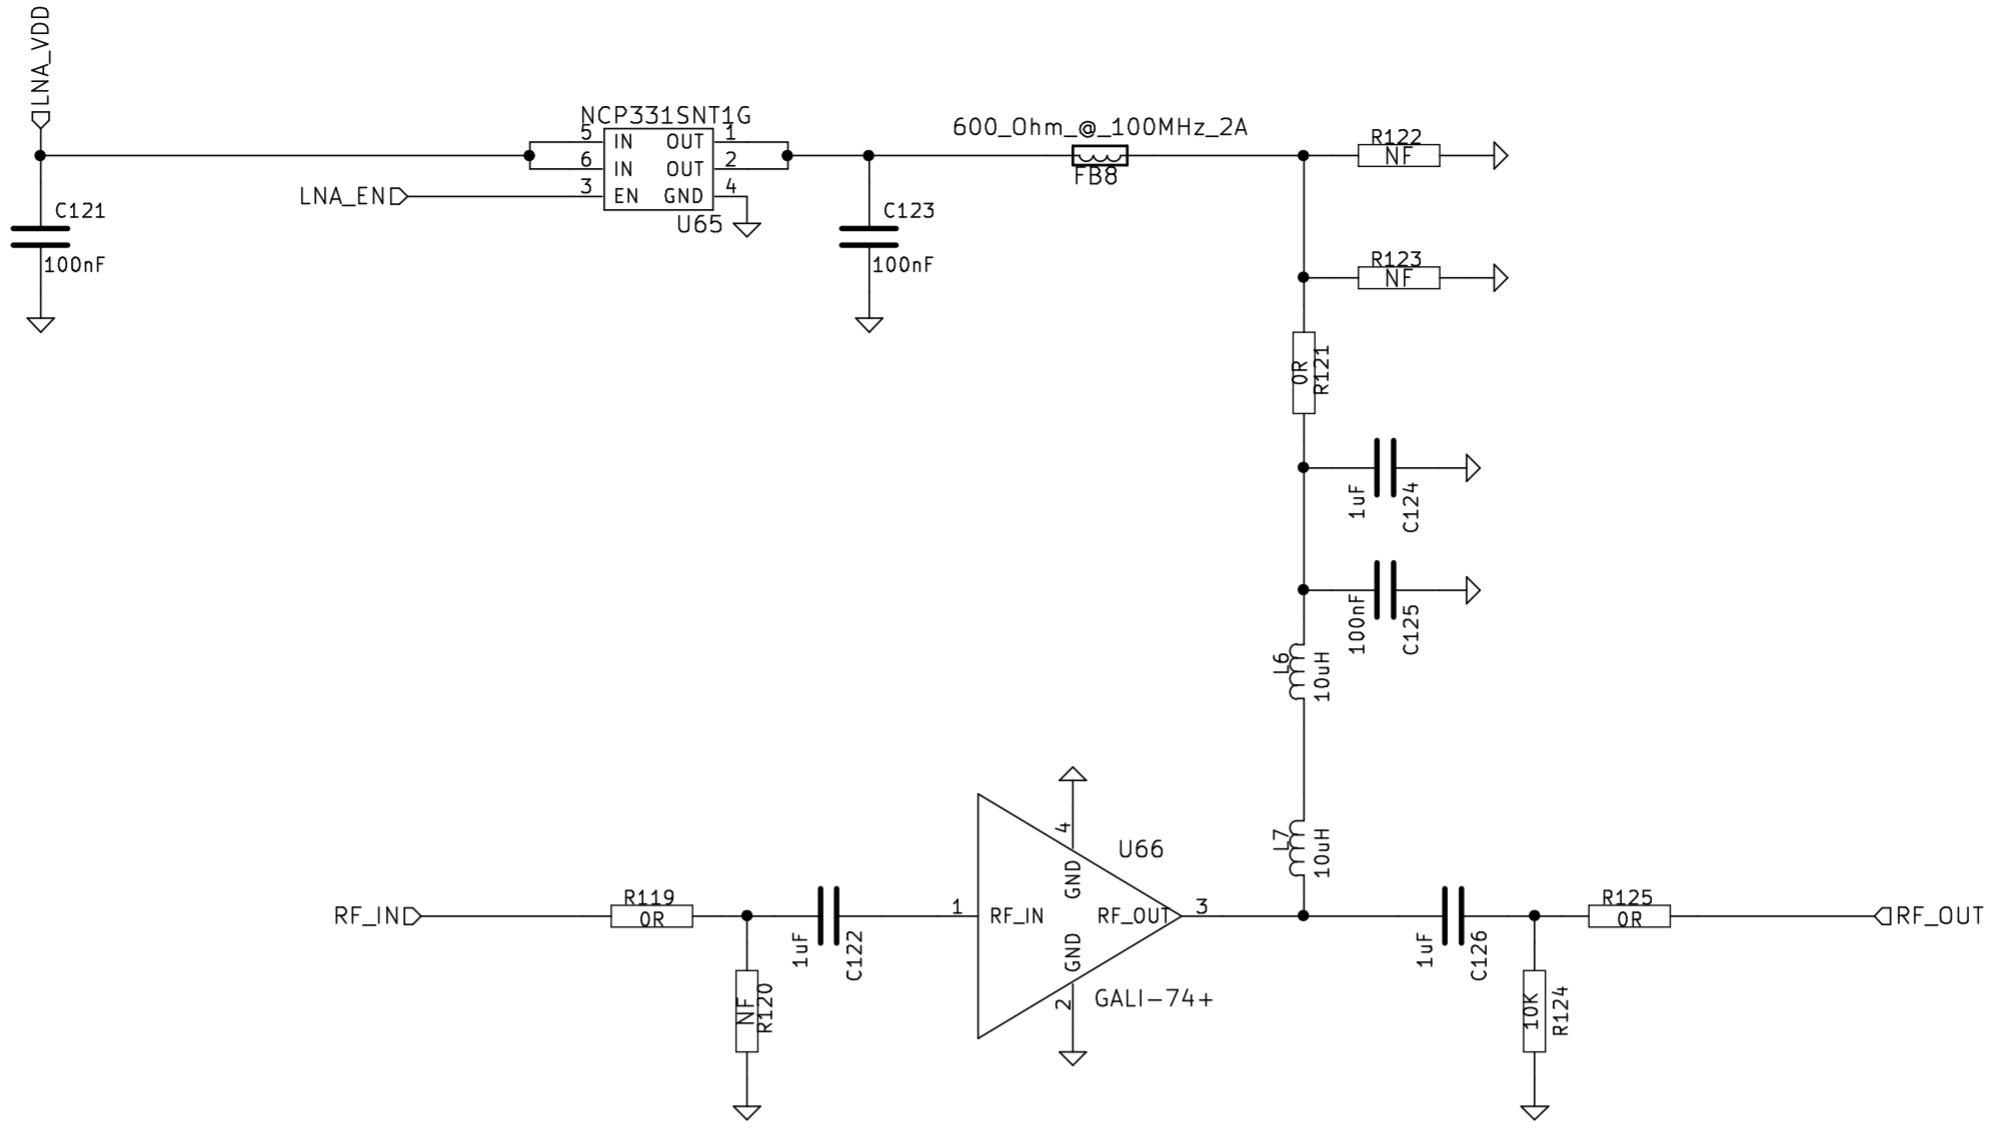 LNA_VDD
NCP331SNT1G
5 IN OUT 1
6 IN OUT 2
3 EN GND 4
U65
LNA_EN
C121
100nF
C123
100nF
600_Ohm_@_100MHz_2A
FB8
R122
NF
R123
NF
0R
R121
1uF
C124
100nF
C125
L6
10uH
L7
10uH
RF_IN
R119
0R
NF
R120
1uF
C122
1 RF_IN
4
GND
RF_OUT 3
GND
2
U66
GALI-74+
1uF
C126
10K
R124
R125
0R
RF_OUT